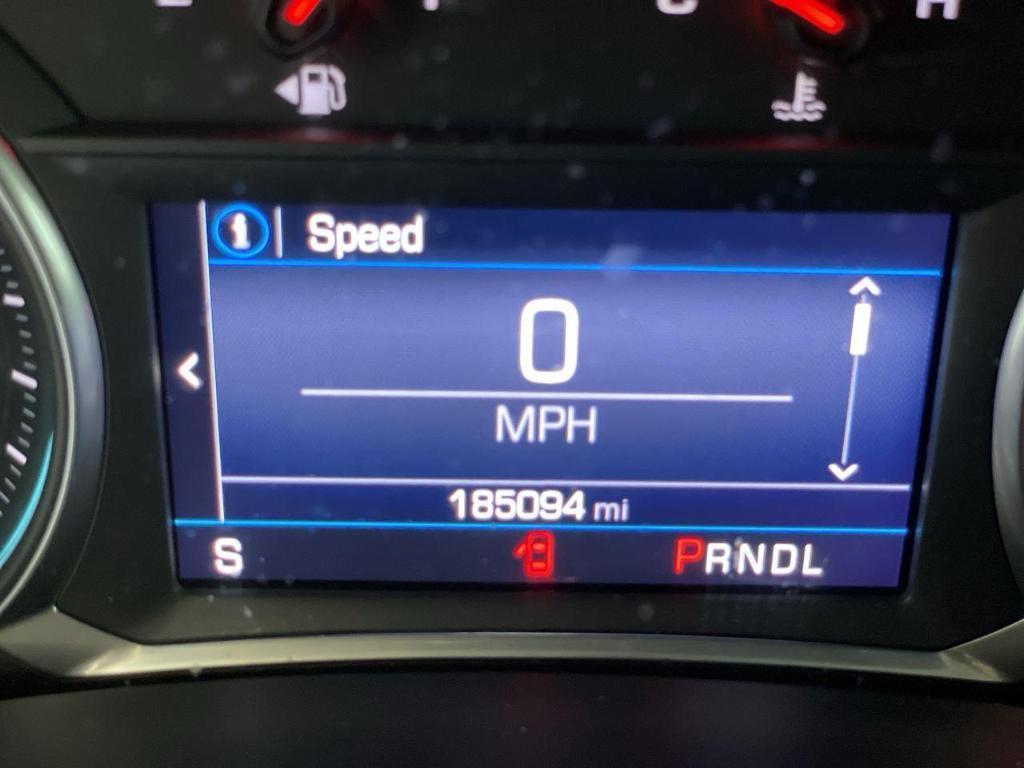 C H
Speed
0
MPH
185094 mi
S PRNDL